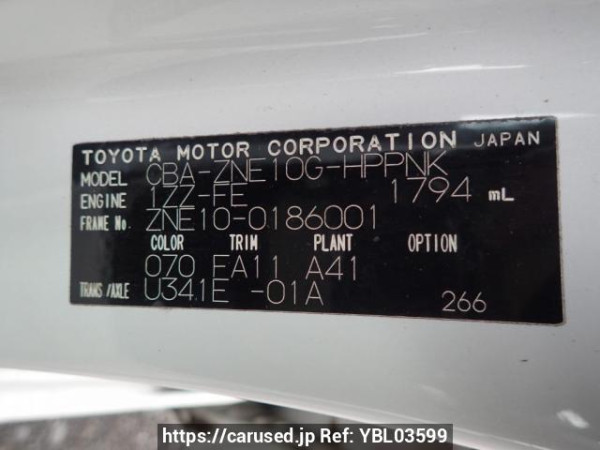 TOYOTA MOTOR CORPORATION JAPAN
MODEL CBA-ZNE10G-HPPNK
ENGINE 1ZZ-FE 1794 mL
FRAME No. ZNE10-0186001
COLOR TRIM PLANT OPTION
070 FA11 A41
TRANS/AXLE U341E -01A 266
https://carused.jp Ref: YBL03599